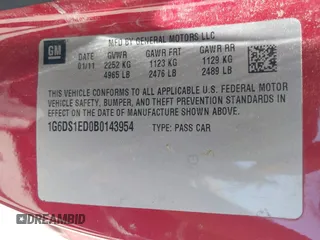 GM
MFD BY GENERAL MOTORS LLC
DATE GVWR GAWR FRT GAWR RR
01/11 2252 KG 1123 KG 1129 KG
4965 LB 2476 LB 2489 LB
THIS VEHICLE CONFORMS TO ALL APPLICABLE U.S. FEDERAL MOTOR
VEHICLE SAFETY, BUMPER, AND THEFT PREVENTION STANDARDS IN
EFFECT ON THE DATE OF MANUFACTURE SHOWN ABOVE.
1G6DS1ED0B0143954 TYPE: PASS CAR
DREAMBID